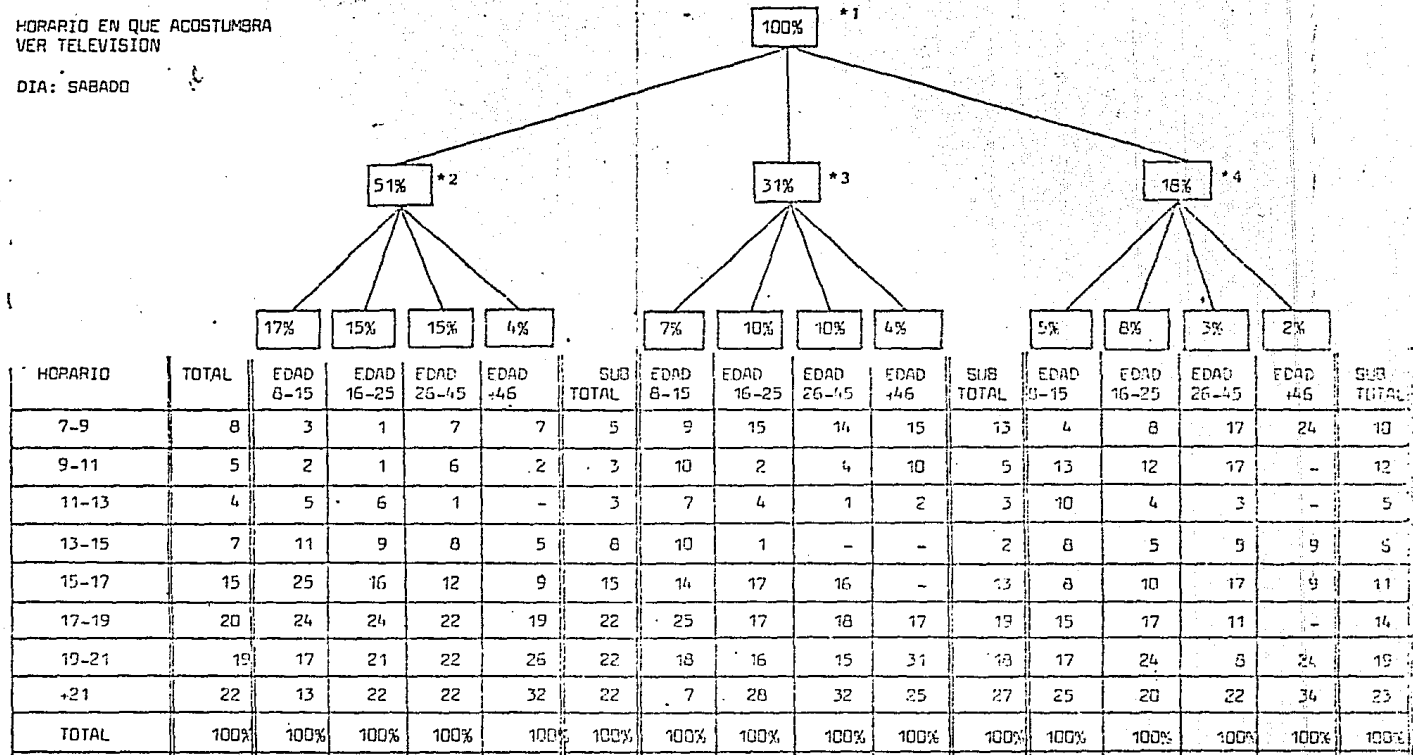 HORARIO EN QUE ACOSTUMBRA
VER TELEVISION
DIA: SABADO
100% *1
51% *2 31% *3 18% *4
17% 15% 15% 4% 7% 10% 10% 4% 5% 8% 3% 2%
HORARIO TOTAL EDAD 8-15 EDAD 16-25 EDAD 26-45 EDAD +46 SUB TOTAL EDAD 8-15 EDAD 16-25 EDAD 26-45 EDAD +46 SUB TOTAL EDAD 8-15 EDAD 16-25 EDAD 26-45 EDAD +46 SUB TOTAL
7-9 8 3 1 7 7 5 9 15 14 15 13 4 8 17 24 10
9-11 5 2 1 6 2 3 10 2 4 10 5 13 12 17 - 12
11-13 4 5 6 1 - 3 7 4 1 2 3 10 4 3 - 5
13-15 7 11 9 8 5 8 10 1 - - 2 8 5 9
15-17 15 25 16 12 9 15 14 17 16 - 13 8 10 17 9 11
17-19 20 24 24 22 19 22 25 17 18 17 19 15 17 11 - 14
19-21 19 17 21 22 26 22 18 16 15 31 18 17 24 8 24 19
+21 22 13 22 22 32 22 7 28 32 25 27 25 20 22 34 23
TOTAL 100% 100% 100% 100% 100% 100% 100% 100% 100% 100% 100% 100% 100% 100% 100% 100%